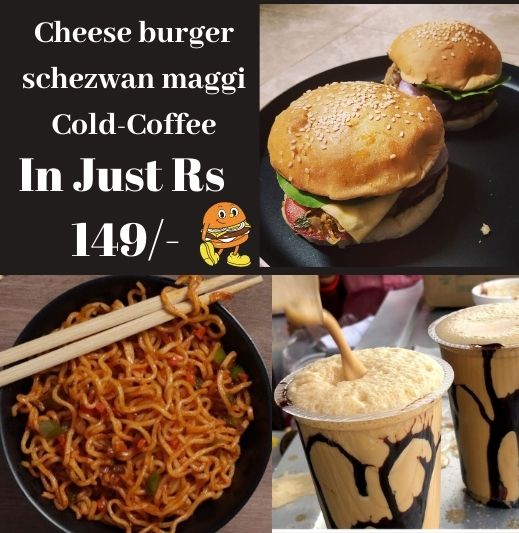 Cheese burger
schezwan maggi
Cold-Coffee
In Just Rs
149/-